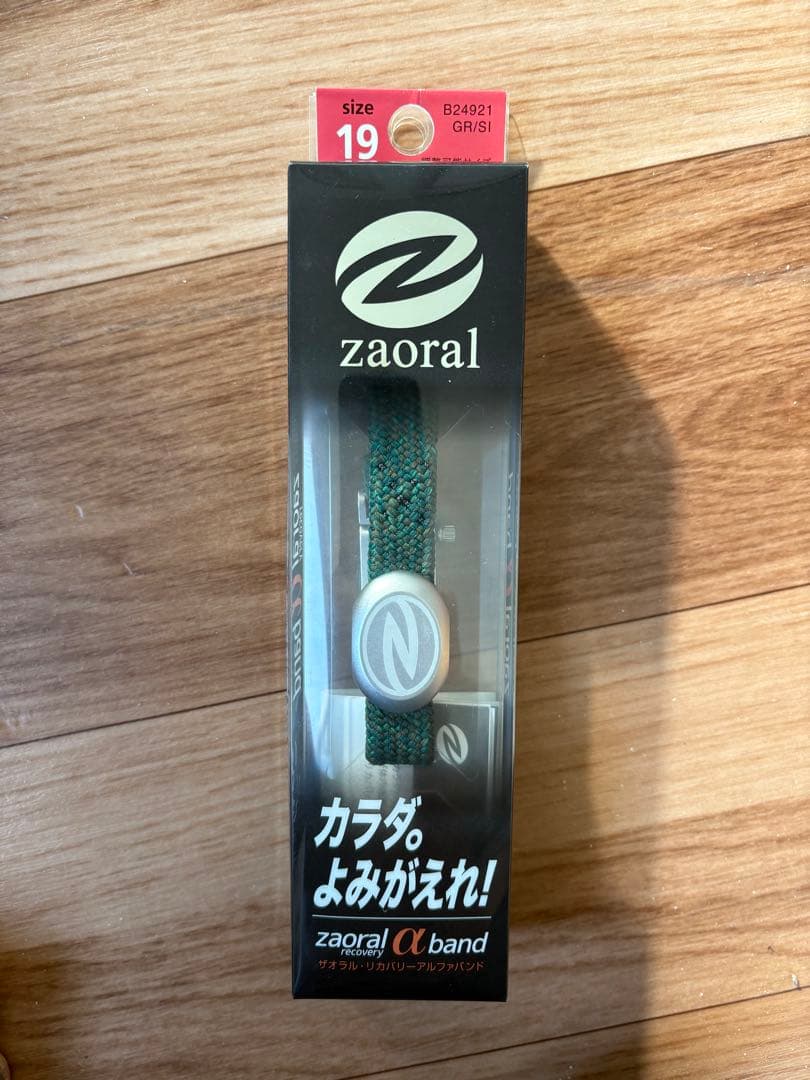 size
19
B24921
GR/SI
zaoral
カラダ。
よみがえれ!
zaoral α band
recovery
ザオラル・リカバリーアルファバンド